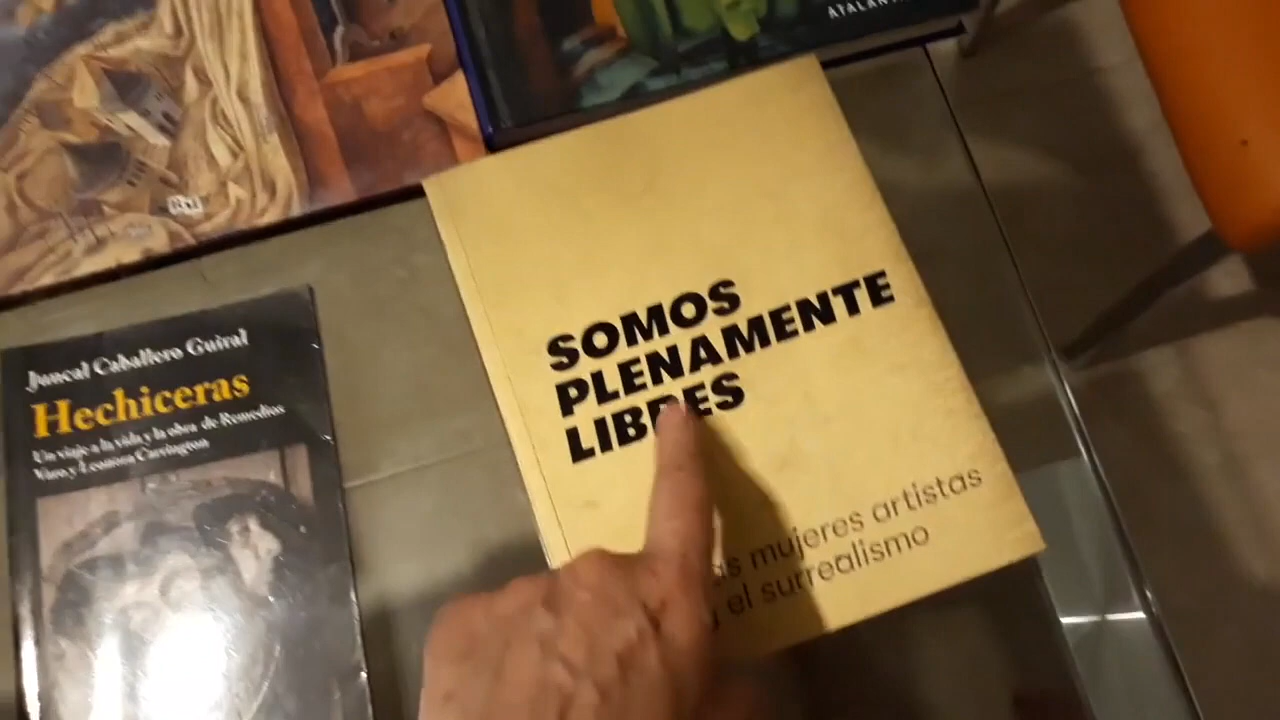 SOMOS
PLENAMENTE
LIBRES
as mujeres artistas
y el surrealismo
Juncal Caballero Guiral
Hechiceras
Un viaje a la vida y la obra de Remedios
Varo y Leonora Carrington